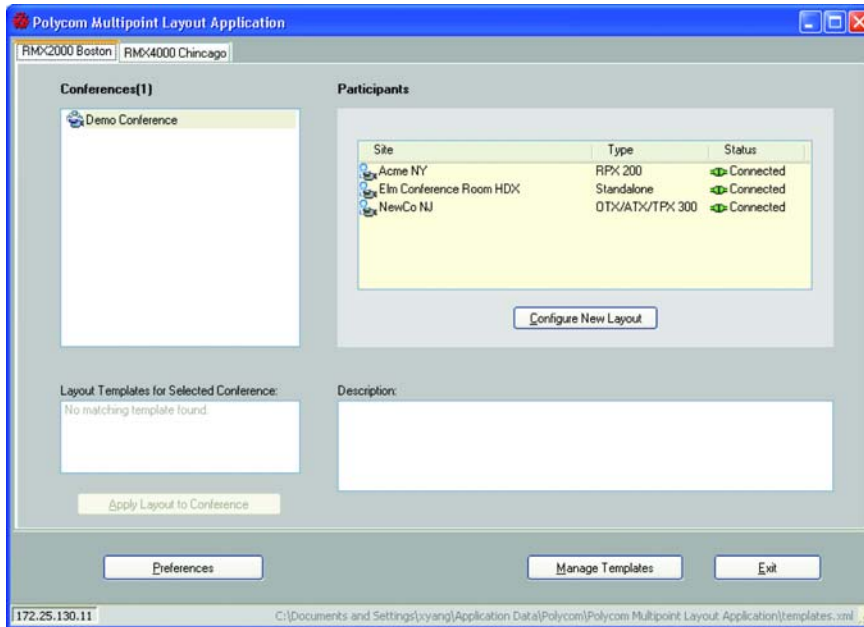 Polycom Multipoint Layout Application
RMX2000 Boston RMX4000 Chincago
Conferences(1)
Demo Conference
Participants
Site Type Status
Acme NY RPX 200 Connected
Elm Conference Room HDX Standalone Connected
NewCo NJ OTX/ATX/TPX 300 Connected
Configure New Layout
Layout Templates for Selected Conference:
No matching template found.
Description:
Apply Layout to Conference
Preferences
Manage Templates
Exit
172.25.130.11
C:\Documents and Settings\xyang\Application Data\Polycom\Polycom Multipoint Layout Application\templates.xml